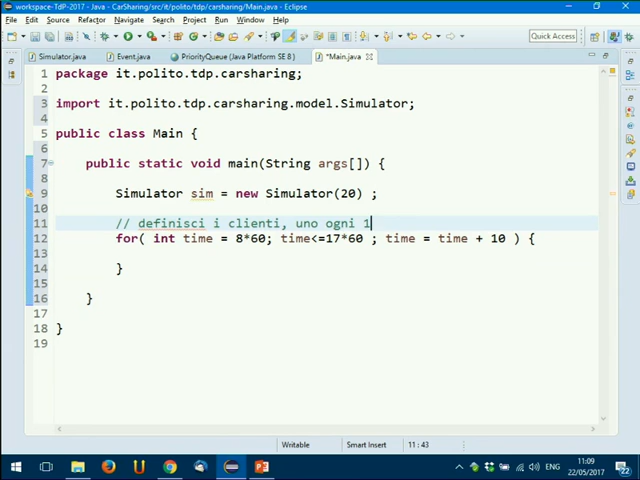 workspace-TdP-2017 - Java - CarSharing/src/it/polito/tdp/carsharing/Main.java - Eclipse
File Edit Source Refactor Navigate Search Project Run Window Help
Quick Access
Simulator.java Event.java PriorityQueue (Java Platform SE 8 ) *Main.java
1 package it.polito.tdp.carsharing;
2
3 import it.polito.tdp.carsharing.model.Simulator;
4
5 public class Main {
6
7 public static void main(String args[]) {
8
9 Simulator sim = new Simulator(20) ;
10
11 // definisci i clienti, uno ogni 1
12 for( int time = 8*60; time<=17*60 ; time = time + 10 ) {
13
14 }
15
16 }
17
18 }
19
Writable Smart Insert 11 : 43
ENG
11:09
22/05/2017
22